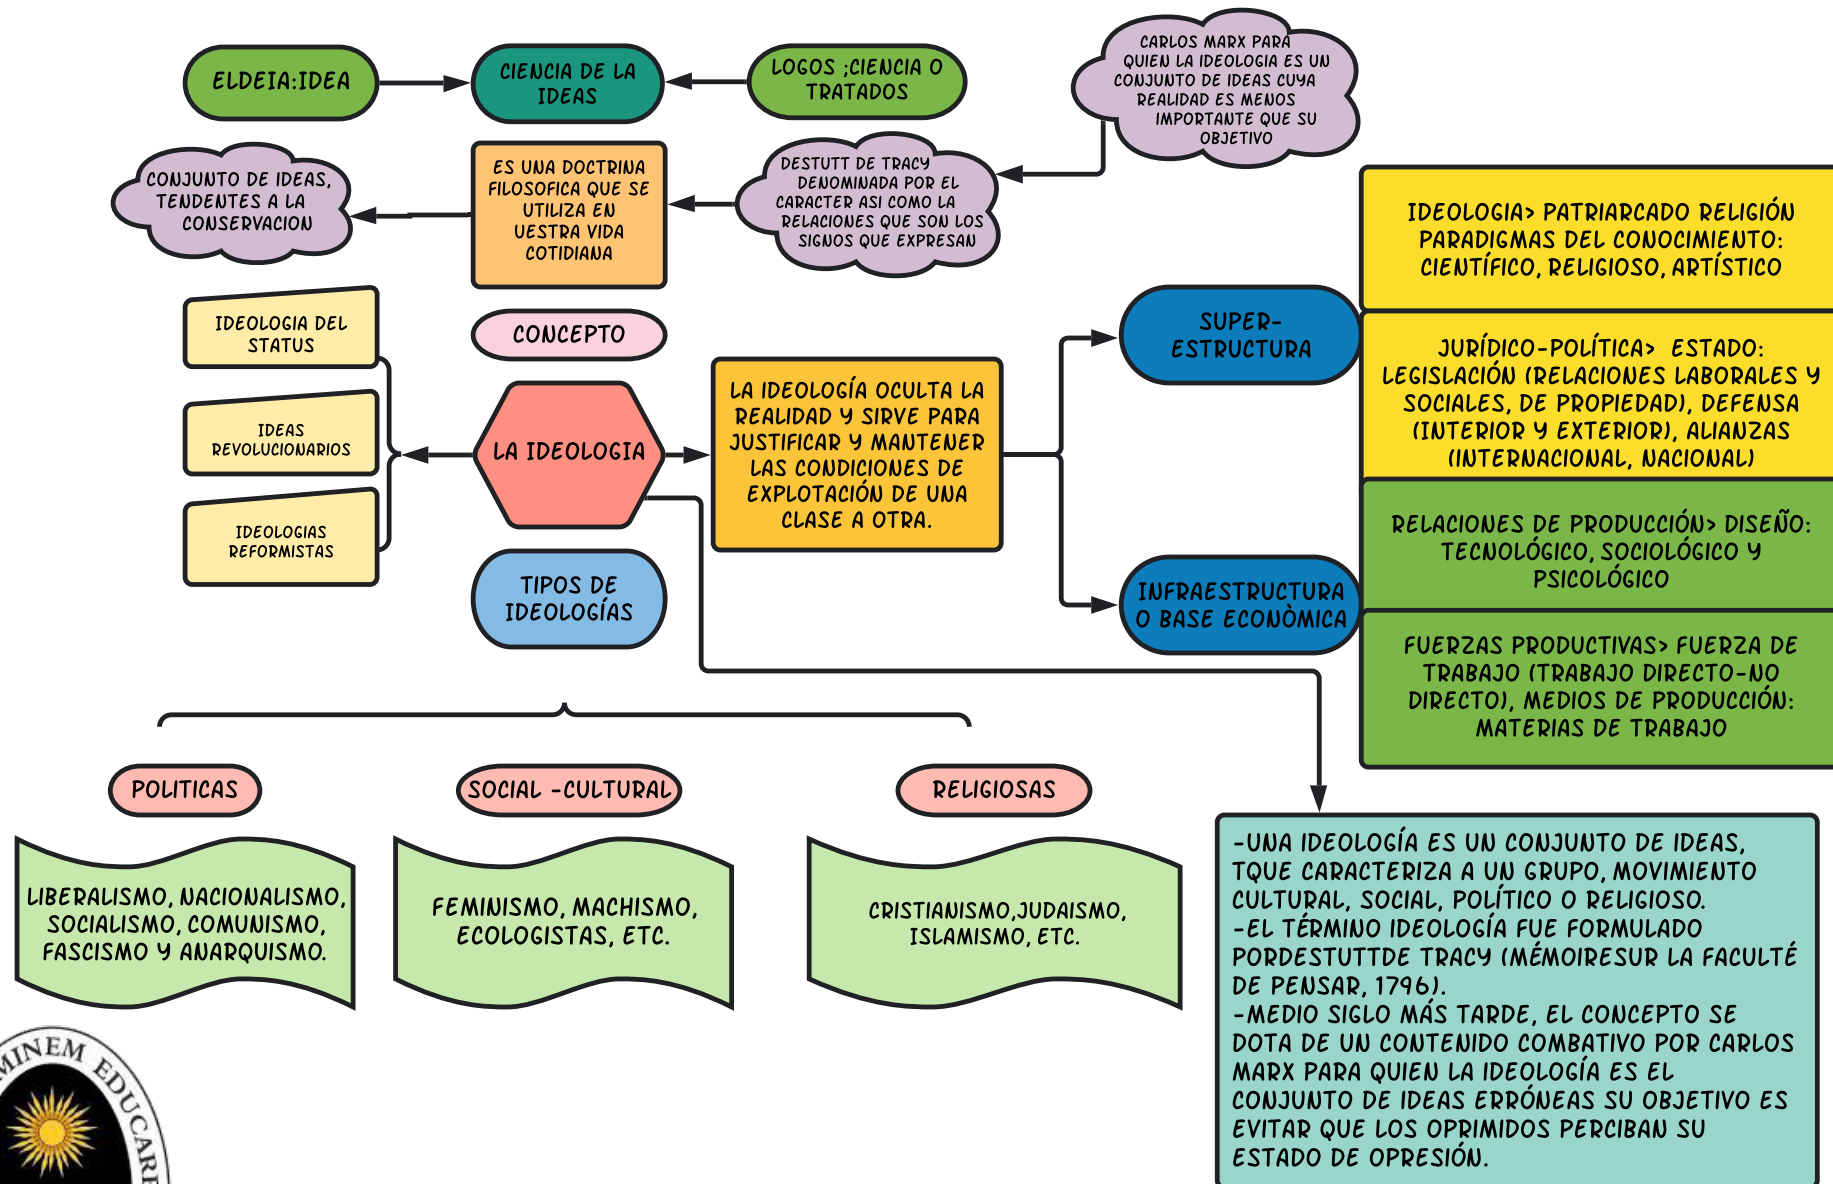 ELDEIA:IDEA
CIENCIA DE LA
IDEAS
LOGOS ;CIENCIA O
TRATADOS
CARLOS MARX PARA
QUIEN LA IDEOLOGIA ES UN
CONJUNTO DE IDEAS CUYA
REALIDAD ES MENOS
IMPORTANTE QUE SU
OBJETIVO
CONJUNTO DE IDEAS,
TENDENTES A LA
CONSERVACION
ES UNA DOCTRINA
FILOSOFICA QUE SE
UTILIZA EN
UESTRA VIDA
COTIDIANA
DESTUTT DE TRACY
DENOMINADA POR EL
CARACTER ASI COMO LA
RELACIONES QUE SON LOS
SIGNOS QUE EXPRESAN
IDEOLOGIA> PATRIARCADO RELIGIÓN
PARADIGMAS DEL CONOCIMIENTO:
CIENTÍFICO, RELIGIOSO, ARTÍSTICO
IDEOLOGIA DEL
STATUS
CONCEPTO
SUPER-
ESTRUCTURA
JURÍDICO-POLÍTICA> ESTADO:
LEGISLACIÓN (RELACIONES LABORALES Y
SOCIALES, DE PROPIEDAD), DEFENSA
(INTERIOR Y EXTERIOR), ALIANZAS
(INTERNACIONAL, NACIONAL)
IDEAS
REVOLUCIONARIOS
LA IDEOLOGIA
LA IDEOLOGÍA OCULTA LA
REALIDAD Y SIRVE PARA
JUSTIFICAR Y MANTENER
LAS CONDICIONES DE
EXPLOTACIÓN DE UNA
CLASE A OTRA.
IDEOLOGIAS
REFORMISTAS
RELACIONES DE PRODUCCIÓN> DISEÑO:
TECNOLÓGICO, SOCIOLÓGICO Y
PSICOLÓGICO
TIPOS DE
IDEOLOGÍAS
INFRAESTRUCTURA
O BASE ECONÒMICA
FUERZAS PRODUCTIVAS> FUERZA DE
TRABAJO (TRABAJO DIRECTO-NO
DIRECTO), MEDIOS DE PRODUCCIÓN:
MATERIAS DE TRABAJO
POLITICAS
SOCIAL -CULTURAL
RELIGIOSAS
LIBERALISMO, NACIONALISMO,
SOCIALISMO, COMUNISMO,
FASCISMO Y ANARQUISMO.
FEMINISMO, MACHISMO,
ECOLOGISTAS, ETC.
CRISTIANISMO,JUDAISMO,
ISLAMISMO, ETC.
-UNA IDEOLOGÍA ES UN CONJUNTO DE IDEAS,
TQUE CARACTERIZA A UN GRUPO, MOVIMIENTO
CULTURAL, SOCIAL, POLÍTICO O RELIGIOSO.
-EL TÉRMINO IDEOLOGÍA FUE FORMULADO
PORDESTUTTDE TRACY (MÉMOIRESUR LA FACULTÉ
DE PENSAR, 1796).
-MEDIO SIGLO MÁS TARDE, EL CONCEPTO SE
DOTA DE UN CONTENIDO COMBATIVO POR CARLOS
MARX PARA QUIEN LA IDEOLOGÍA ES EL
CONJUNTO DE IDEAS ERRÓNEAS SU OBJETIVO ES
EVITAR QUE LOS OPRIMIDOS PERCIBAN SU
ESTADO DE OPRESIÓN.
MINEM EDUCARE